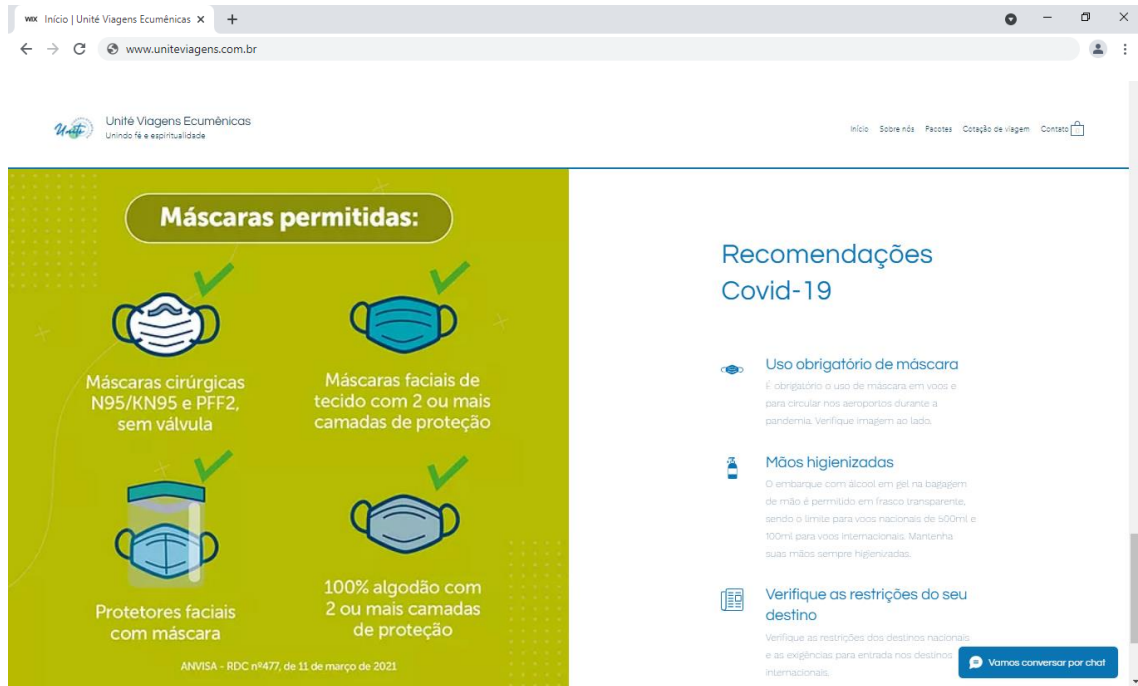 WiX Início | Unité Viagens Ecumênicas
www.uniteviagens.com.br
Unité
Unité Viagens Ecumênicas
Unindo fé e espiritualidade
Início Sobre nós Pacotes Cotação de viagem Contato
Máscaras permitidas:
Máscaras cirúrgicas
N95/KN95 e PFF2,
sem válvula
Máscaras faciais de
tecido com 2 ou mais
camadas de proteção
Protetores faciais
com máscara
100% algodão com
2 ou mais camadas
de proteção
ANVISA – RDC nº477, de 11 de março de 2021
Recomendações
Covid-19
Uso obrigatório de máscara
É obrigatório o uso de máscara em voos e
para circular nos aeroportos durante a
pandemia. Verifique imagem ao lado.
Mãos higienizadas
O embarque com álcool em gel na bagagem
de mão é permitido em frasco transparente,
sendo o limite para voos nacionais de 500ml e
100ml para voos internacionais. Mantenha
suas mãos sempre higienizadas.
Verifique as restrições do seu
destino
Verifique as restrições dos destinos nacionais
e as exigências para entrada nos destinos
internacionais.
Vamos conversar por chat